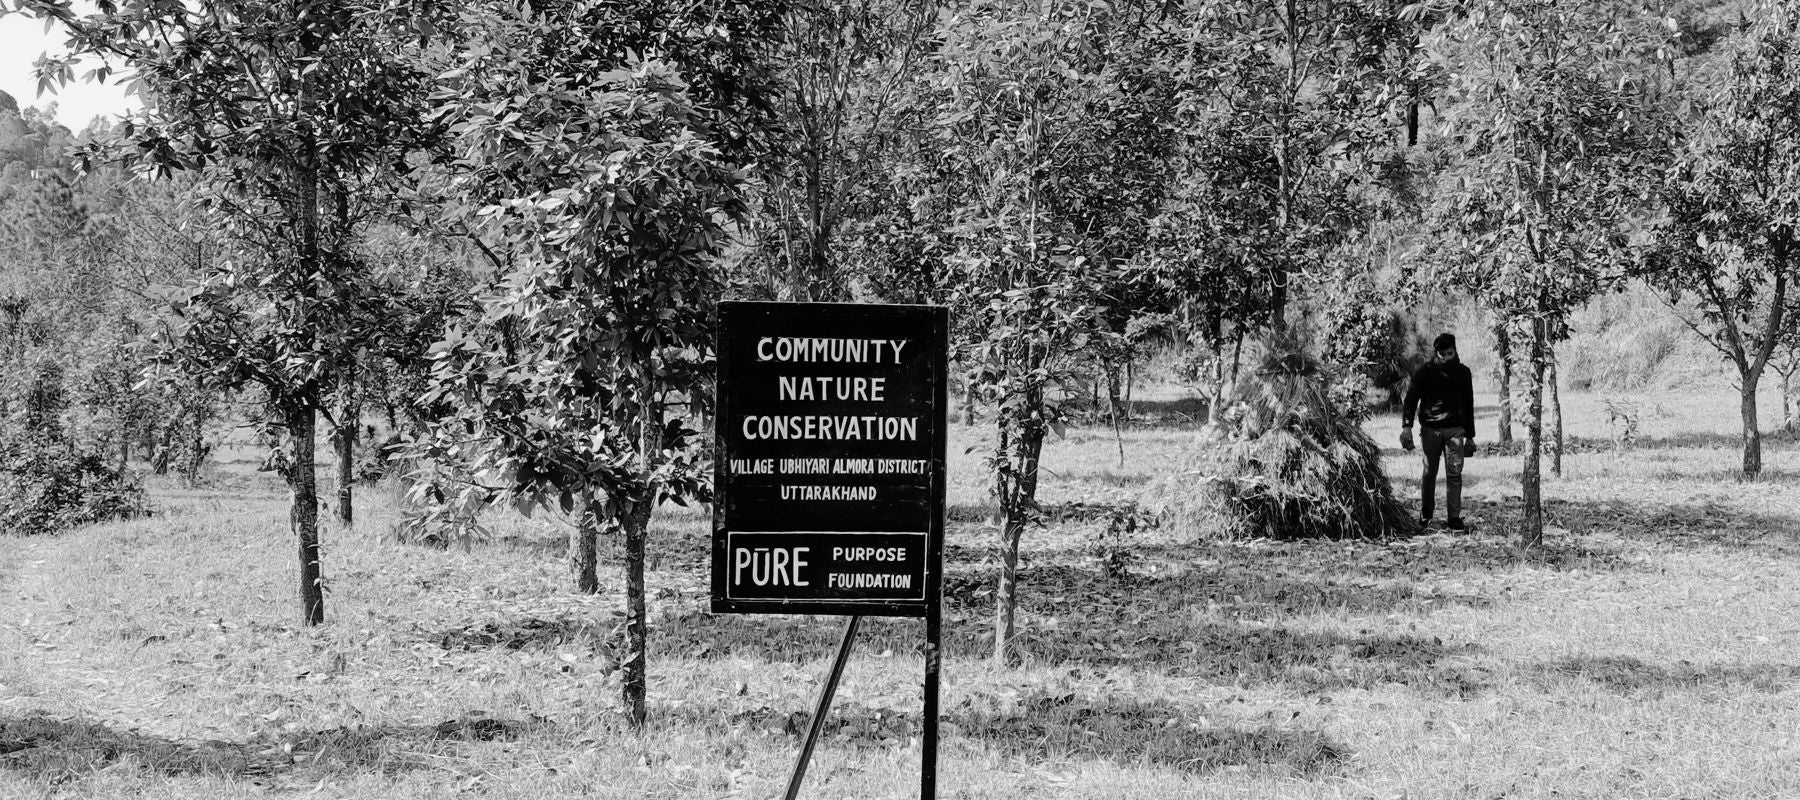 COMMUNITY
NATURE
CONSERVATION
VILLAGE UBHIYARI ALMORA DISTRICT
UTTARAKHAND
PŪRE PURPOSE
FOUNDATION